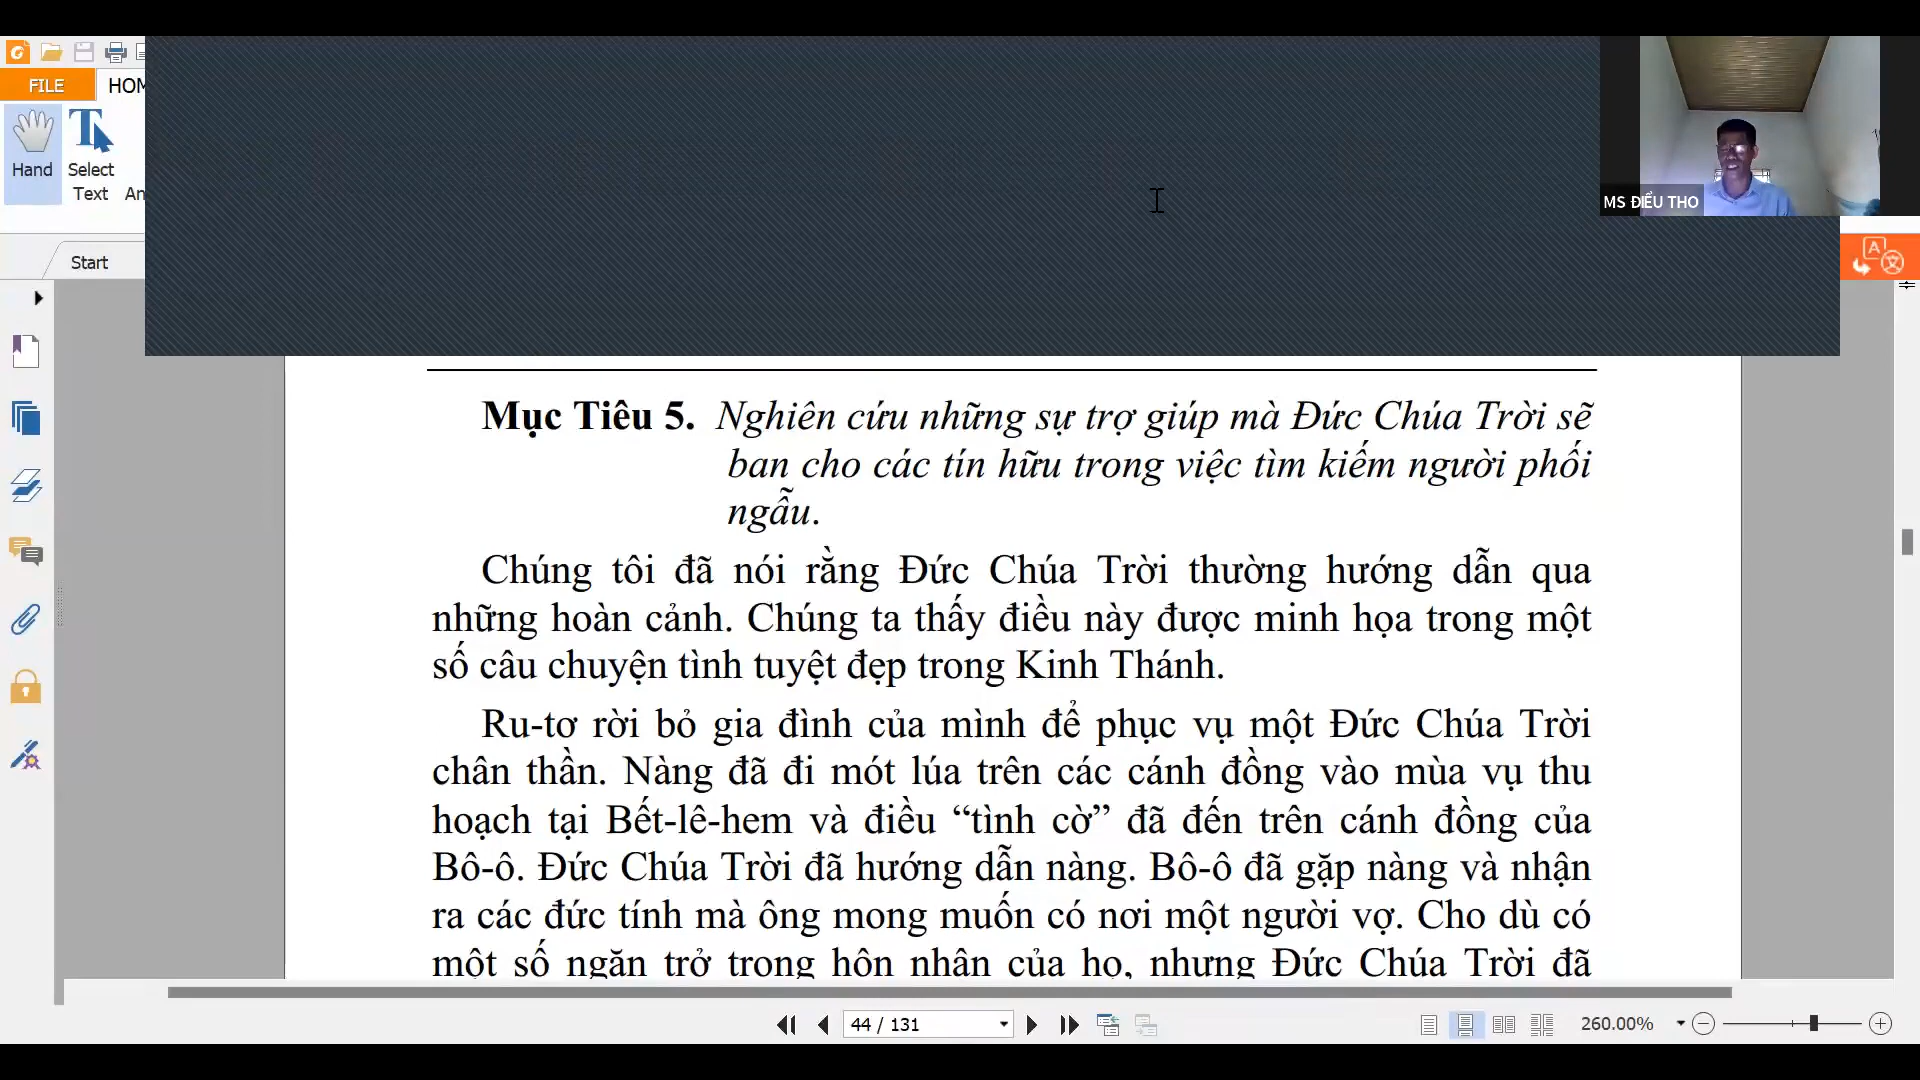 FILE
HOM
Hand
Select
Text
An
MS ĐIỂU THO
Start
Mục Tiêu 5. Nghiên cứu những sự trợ giúp mà Đức Chúa Trời sẽ
ban cho các tín hữu trong việc tìm kiếm người phối
ngẫu.
Chúng tôi đã nói rằng Đức Chúa Trời thường hướng dẫn qua
những hoàn cảnh. Chúng ta thấy điều này được minh họa trong một
số câu chuyện tình tuyệt đẹp trong Kinh Thánh.
Ru-tơ rời bỏ gia đình của mình để phục vụ một Đức Chúa Trời
chân thần. Nàng đã đi mót lúa trên các cánh đồng vào mùa vụ thu
hoạch tại Bết-lê-hem và điều “tình cờ” đã đến trên cánh đồng của
Bô-ô. Đức Chúa Trời đã hướng dẫn nàng. Bô-ô đã gặp nàng và nhận
ra các đức tính mà ông mong muốn có nơi một người vợ. Cho dù có
một số ngăn trở trong hôn nhân của họ, nhưng Đức Chúa Trời đã
44 / 131
260.00%